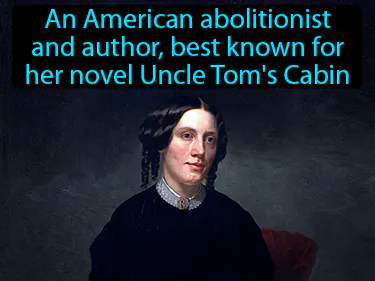 An American abolitionist
and author, best known for
her novel Uncle Tom's Cabin